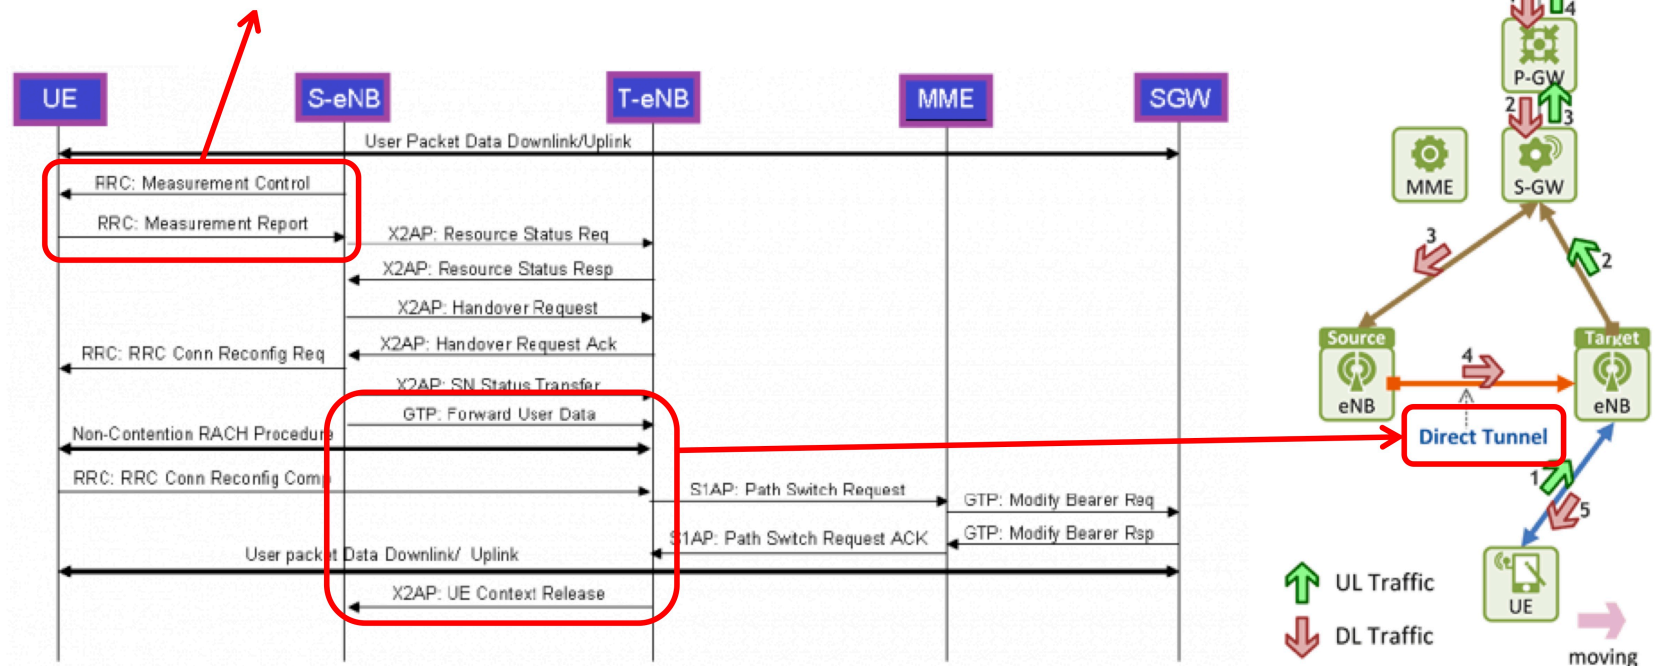 UE
S-eNB
T-eNB
MME
SGW
User Packet Data Downlink/Uplink
RRC: Measurement Control
RRC: Measurement Report
X2AP: Resource Status Req
X2AP: Resource Status Resp
X2AP: Handover Request
X2AP: Handover Request Ack
RRC: RRC Conn Reconfig Req
X2AP: SN Status Transfer
GTP: Forward User Data
Non-Contention RACH Procedure
RRC: RRC Conn Reconfig Comp
S1AP: Path Switch Request
GTP: Modify Bearer Req
GTP: Modify Bearer Rsp
S1AP: Path Switch Request ACK
User packet Data Downlink/ Uplink
X2AP: UE Context Release
4
P-GW
2
3
MME
S-GW
3
2
Source
Target
4
eNB
eNB
Direct Tunnel
1
5
UE
UL Traffic
DL Traffic
moving